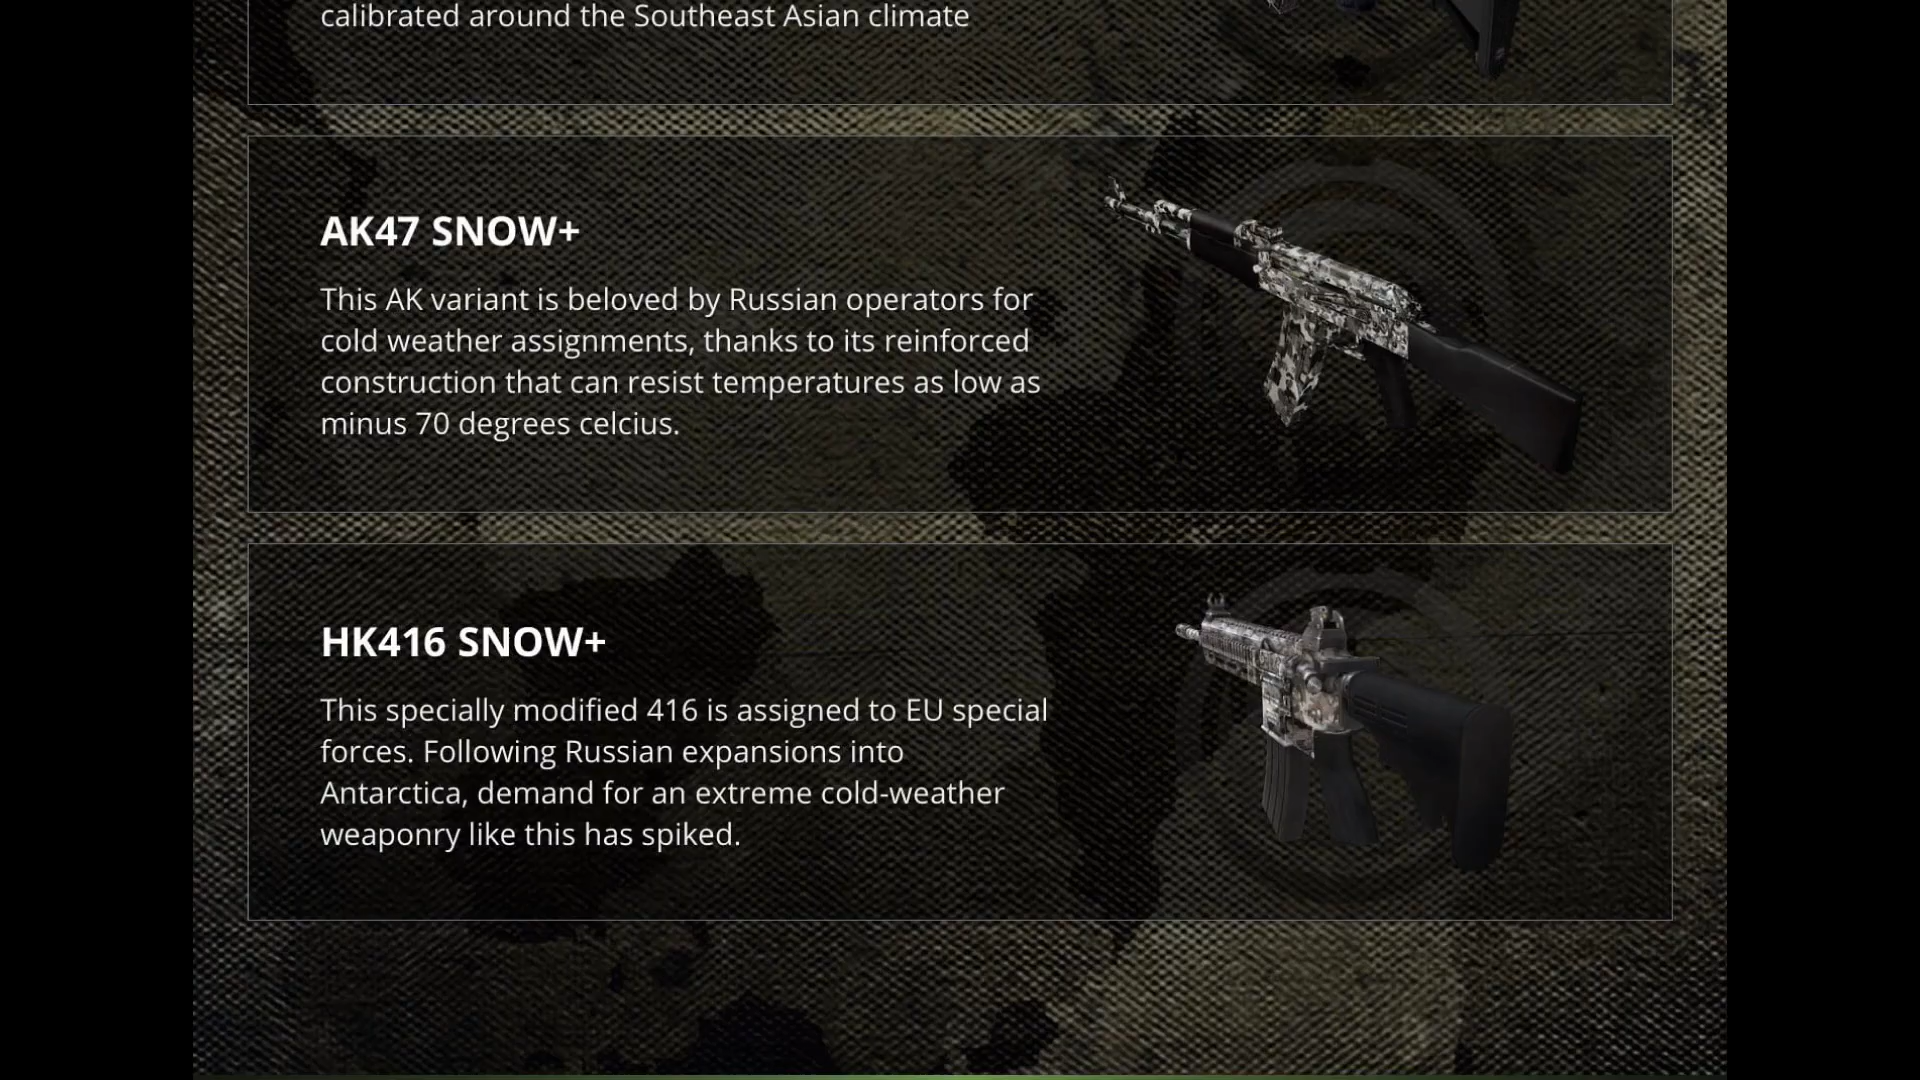 calibrated around the Southeast Asian climate
AK47 SNOW+
This AK variant is beloved by Russian operators for
cold weather assignments, thanks to its reinforced
construction that can resist temperatures as low as
minus 70 degrees celcius.
HK416 SNOW+
This specially modified 416 is assigned to EU special
forces. Following Russian expansions into
Antarctica, demand for an extreme cold-weather
weaponry like this has spiked.